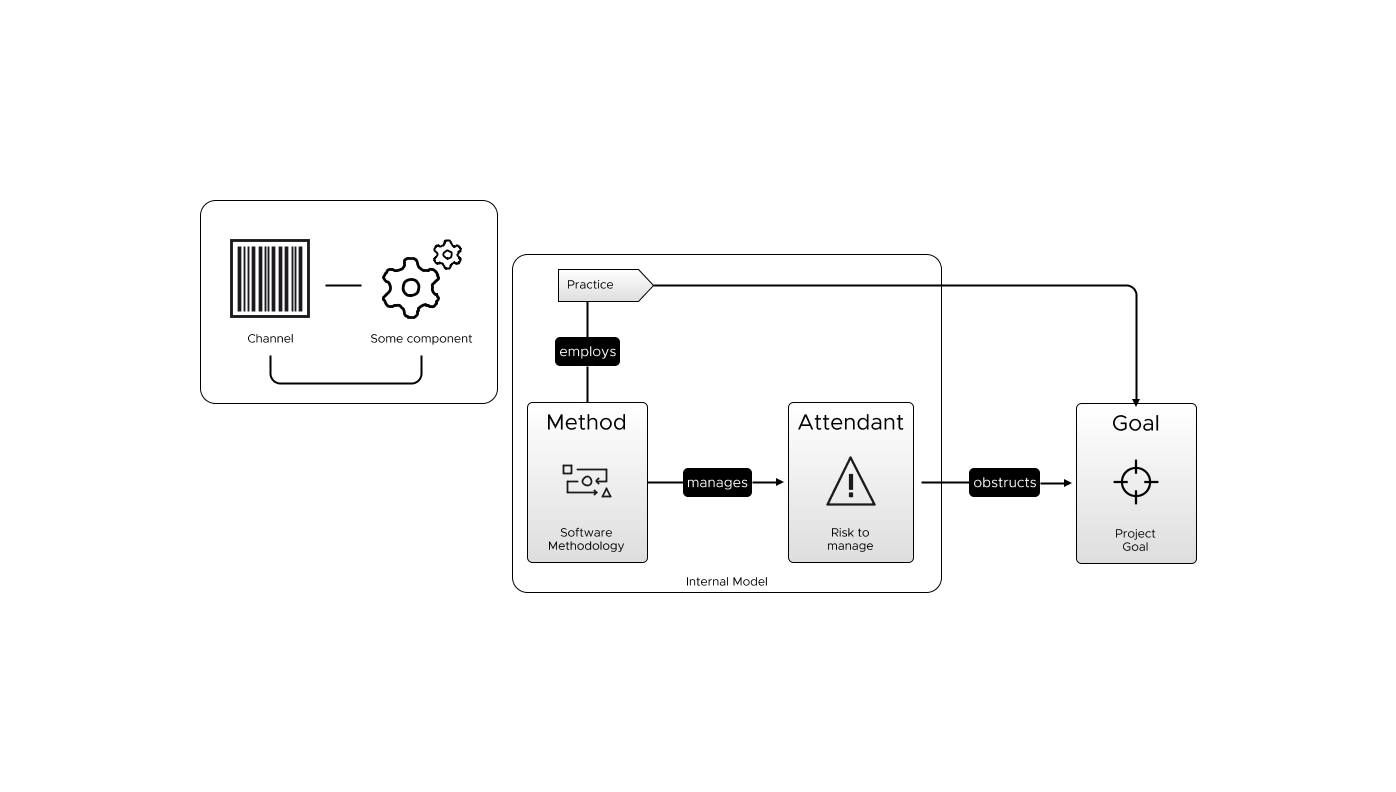 Channel
Some component
Practice
employs
Method
Software
Methodology
manages
Attendant
Risk to
manage
Internal Model
obstructs
Goal
Project
Goal